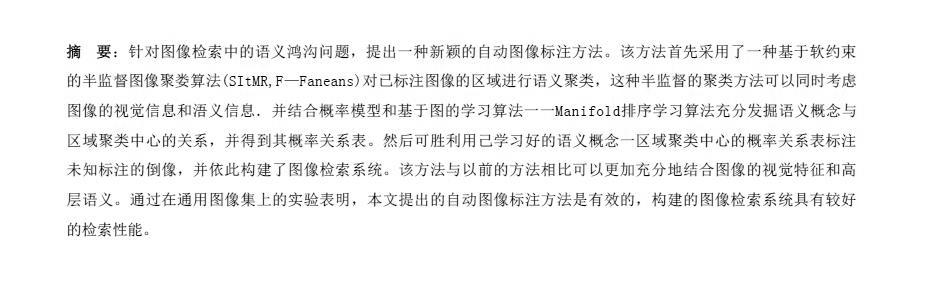 摘　要：针对图像检索中的语义鸿沟问题，提出一种新颖的自动图像标注方法。该方法首先采用了一种基于软约束
的半监督图像聚娄算法(SItMR,F—Faneans)对已标注图像的区域进行语义聚类，这种半监督的聚类方法可以同时考虑
图像的视觉信息和浯义信息．并结合概率模型和基于图的学习算法一一Manifold排序学习算法充分发掘语义概念与
区域聚类中心的关系，并得到其概率关系表。然后可胜利用己学习好的语义概念一区域聚类中心的概率关系表标注
未知标注的倒像，并依此构建了图像检索系统。该方法与以前的方法相比可以更加充分地结合图像的视觉特征和高
层语义。通过在通用图像集上的实验表明，本文提出的自动图像标注方法是有效的，构建的图像检索系统具有较好
的检索性能。